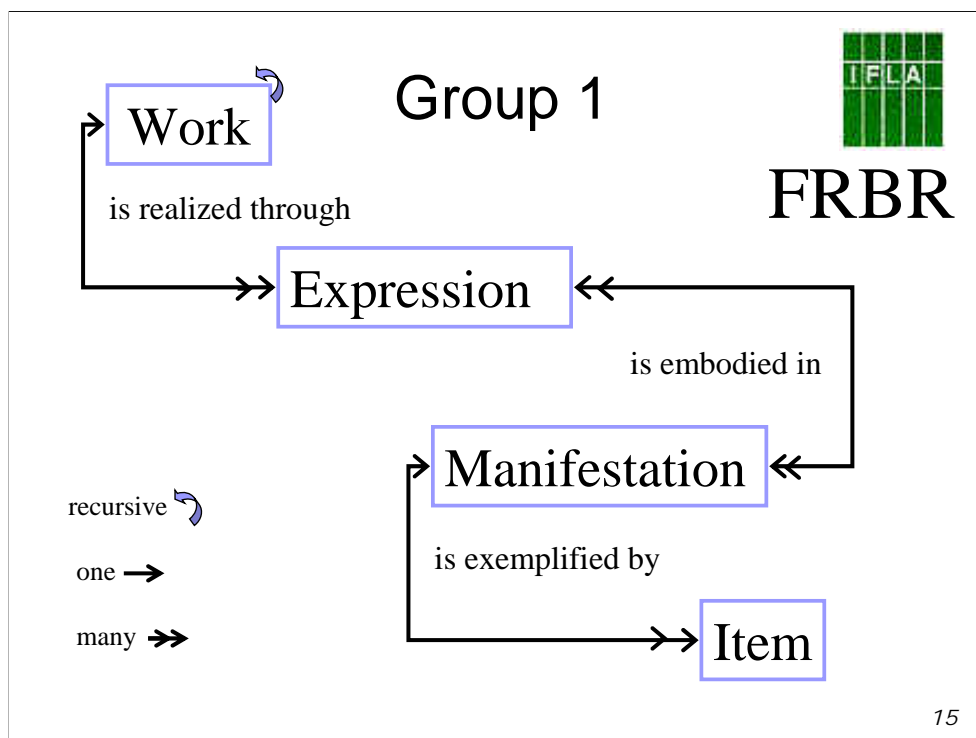 Group 1
IFLA
FRBR
Work
is realized through
Expression
is embodied in
Manifestation
is exemplified by
Item
recursive
one
many
15